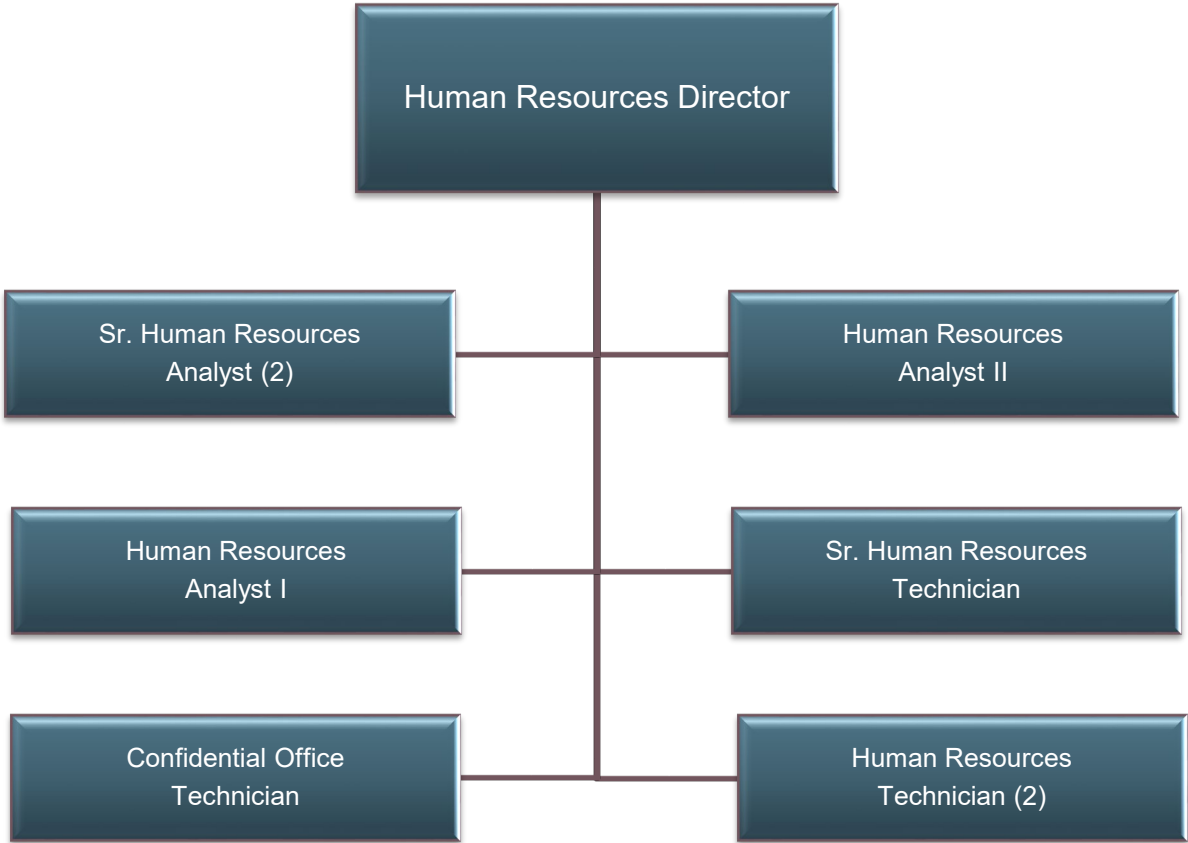 Human Resources Director
Sr. Human Resources
Analyst (2)
Human Resources
Analyst II
Human Resources
Analyst I
Sr. Human Resources
Technician
Confidential Office
Technician
Human Resources
Technician (2)